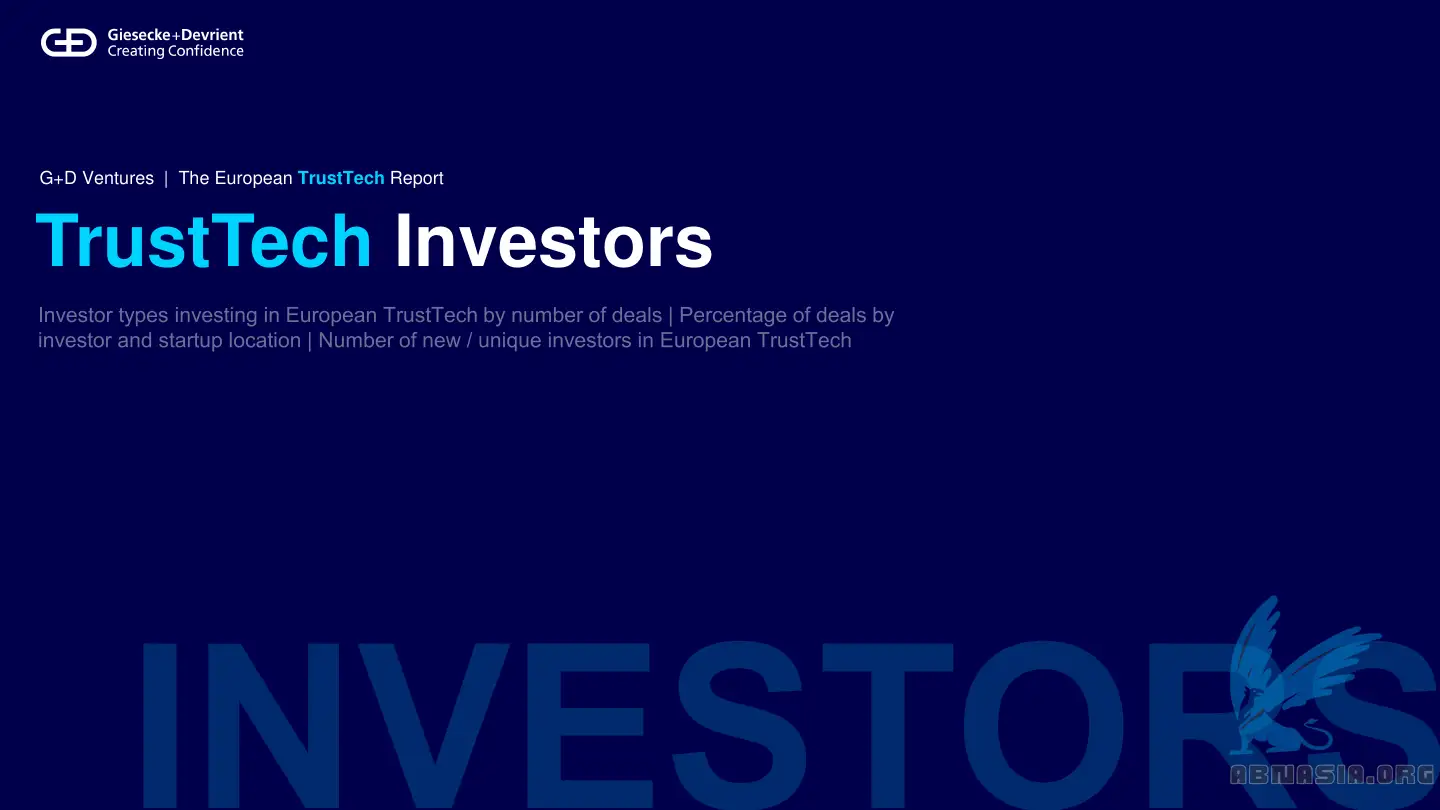 Giesecke+Devrient
Creating Confidence
G+D Ventures | The European TrustTech Report
TrustTech Investors
Investor types investing in European TrustTech by number of deals | Percentage of deals by
investor and startup location | Number of new / unique investors in European TrustTech
INVESTORS
ABNASIA.ORG